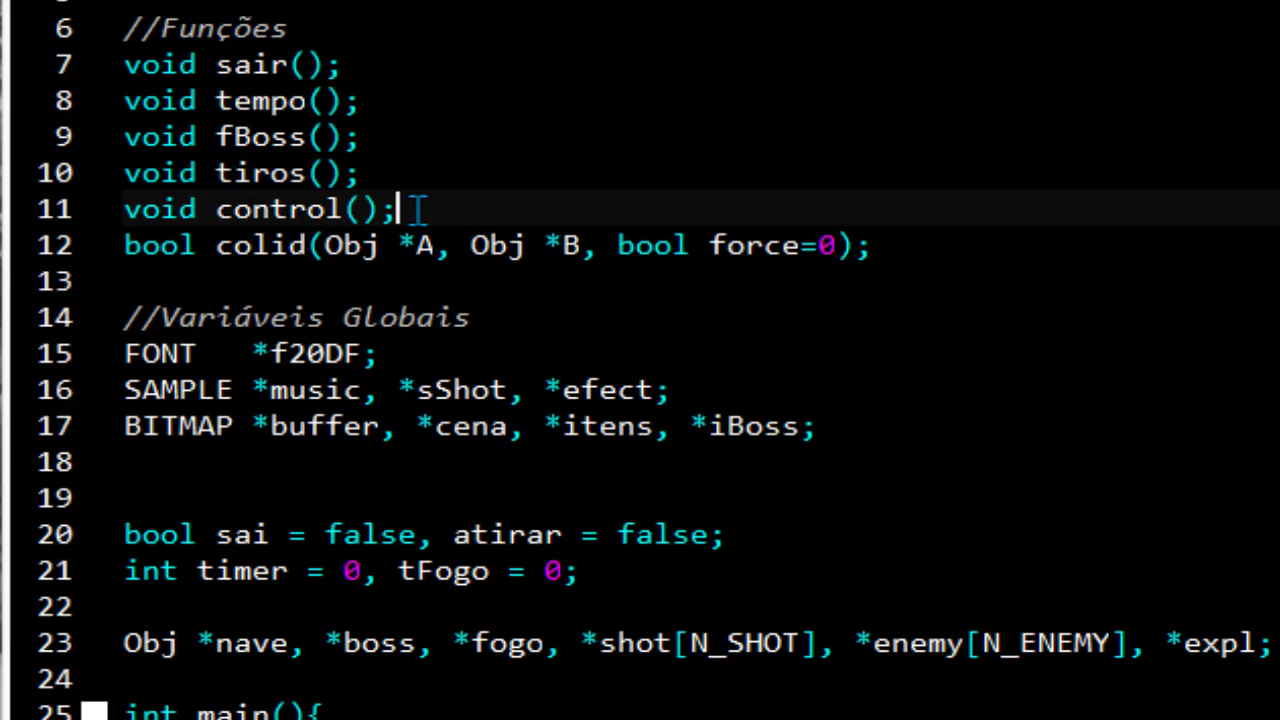 6 //Funções
7 void sair();
8 void tempo();
9 void fBoss();
10 void tiros();
11 void control();
12 bool colid(Obj *A, Obj *B, bool force=0);
13
14 //Variáveis Globais
15 FONT   *f20DF;
16 SAMPLE *music, *sShot, *efect;
17 BITMAP *buffer, *cena, *itens, *iBoss;
18
19
20 bool sai = false, atirar = false;
21 int timer = 0, tFogo = 0;
22
23 Obj *nave, *boss, *fogo, *shot[N_SHOT], *enemy[N_ENEMY], *expl;
24
25 int main(){